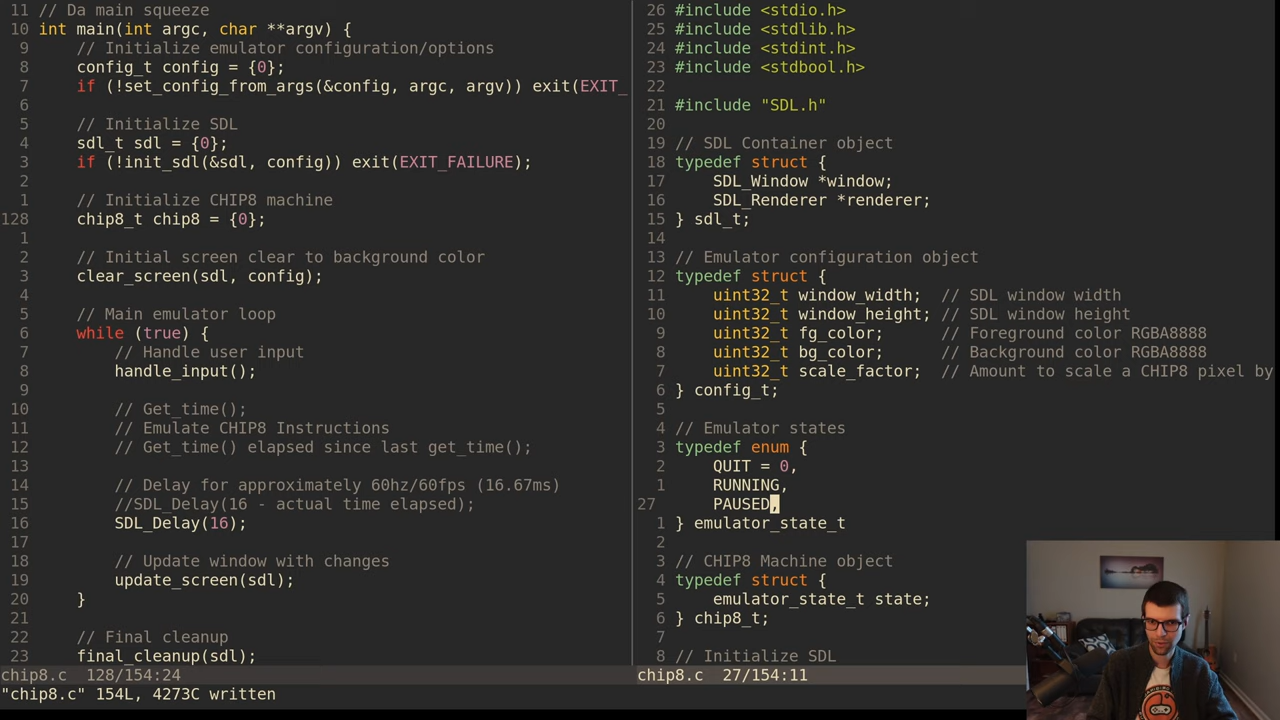 11 // Da main squeeze
10 int main(int argc, char **argv) {
9 // Initialize emulator configuration/options
8 config_t config = {0};
7 if (!set_config_from_args(&config, argc, argv)) exit(EXIT_
6
5 // Initialize SDL
4 sdl_t sdl = {0};
3 if (!init_sdl(&sdl, config)) exit(EXIT_FAILURE);
2
1 // Initialize CHIP8 machine
128 chip8_t chip8 = {0};
1
2 // Initial screen clear to background color
3 clear_screen(sdl, config);
4
5 // Main emulator loop
6 while (true) {
7 // Handle user input
8 handle_input();
9
10 // Get_time();
11 // Emulate CHIP8 Instructions
12 // Get_time() elapsed since last get_time();
13
14 // Delay for approximately 60hz/60fps (16.67ms)
15 //SDL_Delay(16 - actual time elapsed);
16 SDL_Delay(16);
17
18 // Update window with changes
19 update_screen(sdl);
20 }
21
22 // Final cleanup
23 final_cleanup(sdl);
chip8.c 128/154:24
"chip8.c" 154L, 4273C written
26 #include <stdio.h>
25 #include <stdlib.h>
24 #include <stdint.h>
23 #include <stdbool.h>
22
21 #include "SDL.h"
20
19 // SDL Container object
18 typedef struct {
17 SDL_Window *window;
16 SDL_Renderer *renderer;
15 } sdl_t;
14
13 // Emulator configuration object
12 typedef struct {
11 uint32_t window_width; // SDL window width
10 uint32_t window_height; // SDL window height
9 uint32_t fg_color; // Foreground color RGBA8888
8 uint32_t bg_color; // Background color RGBA8888
7 uint32_t scale_factor; // Amount to scale a CHIP8 pixel by
6 } config_t;
5
4 // Emulator states
3 typedef enum {
2 QUIT = 0,
1 RUNNING,
27 PAUSED,
1 } emulator_state_t
2
3 // CHIP8 Machine object
4 typedef struct {
5 emulator_state_t state;
6 } chip8_t;
7
8 // Initialize SDL
chip8.c 27/154:11